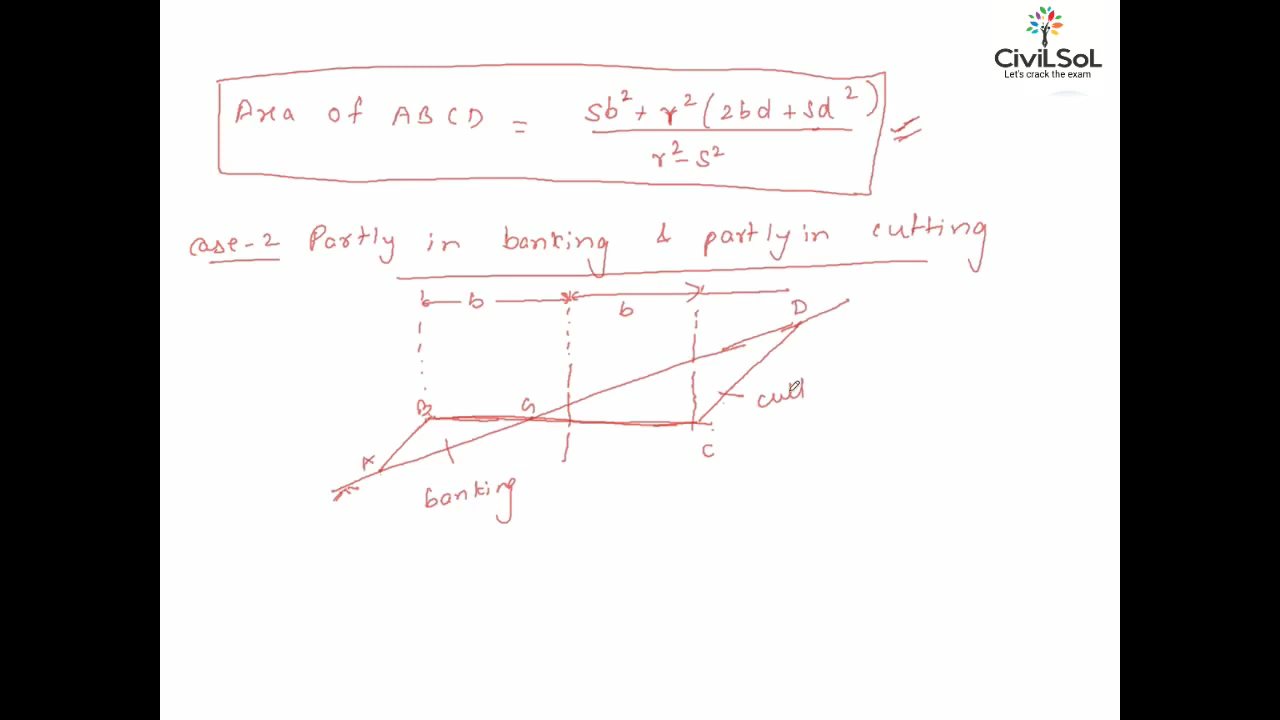 CiviLSoL
Let's crack the exam
Area of ABCD = sb² + r² (2bd + sd²)
r² - s²
case-2 Partly in banking & partly in cutting
b
b
D
B
G
cutt
A
C
banking